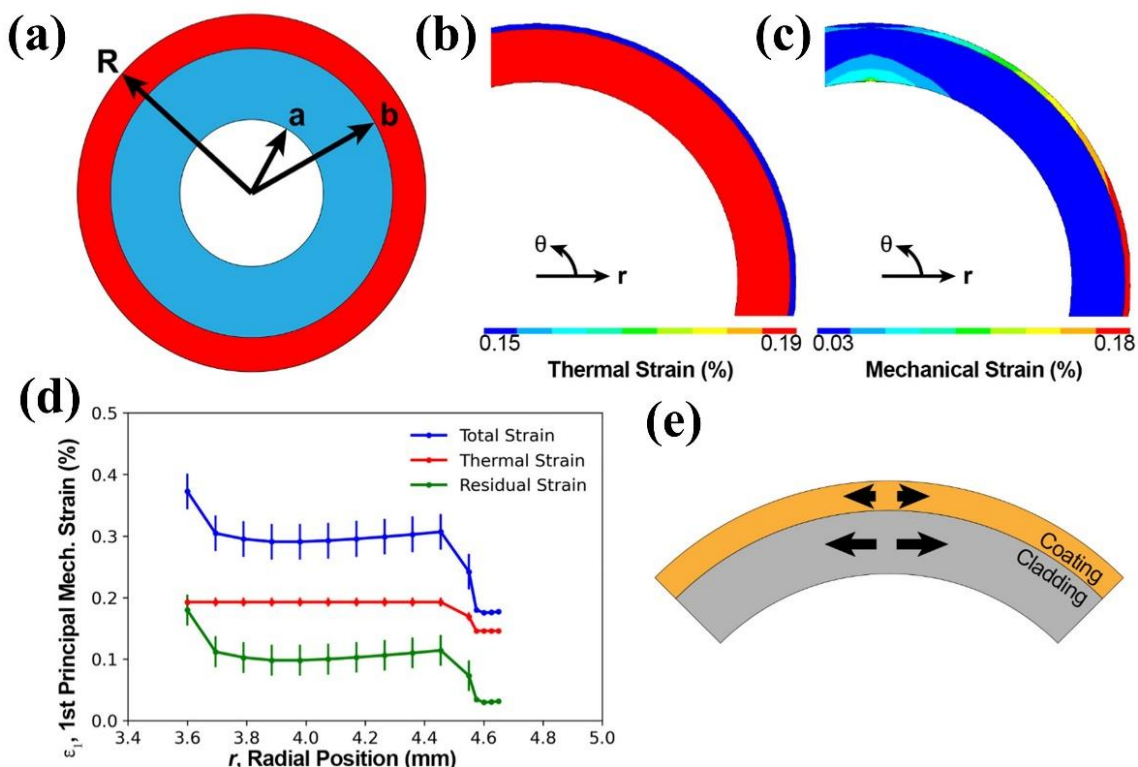 (a)
R
a
b
(b)
θ
r
0.15 0.19
Thermal Strain (%)
(c)
θ
r
0.03 0.18
Mechanical Strain (%)
(d)
ε₁, 1st Principal Mech. Strain (%)
0.5
0.4
0.3
0.2
0.1
0.0
Total Strain
Thermal Strain
Residual Strain
3.4 3.6 3.8 4.0 4.2 4.4 4.6 4.8 5.0
r, Radial Position (mm)
(e)
Coating
Cladding